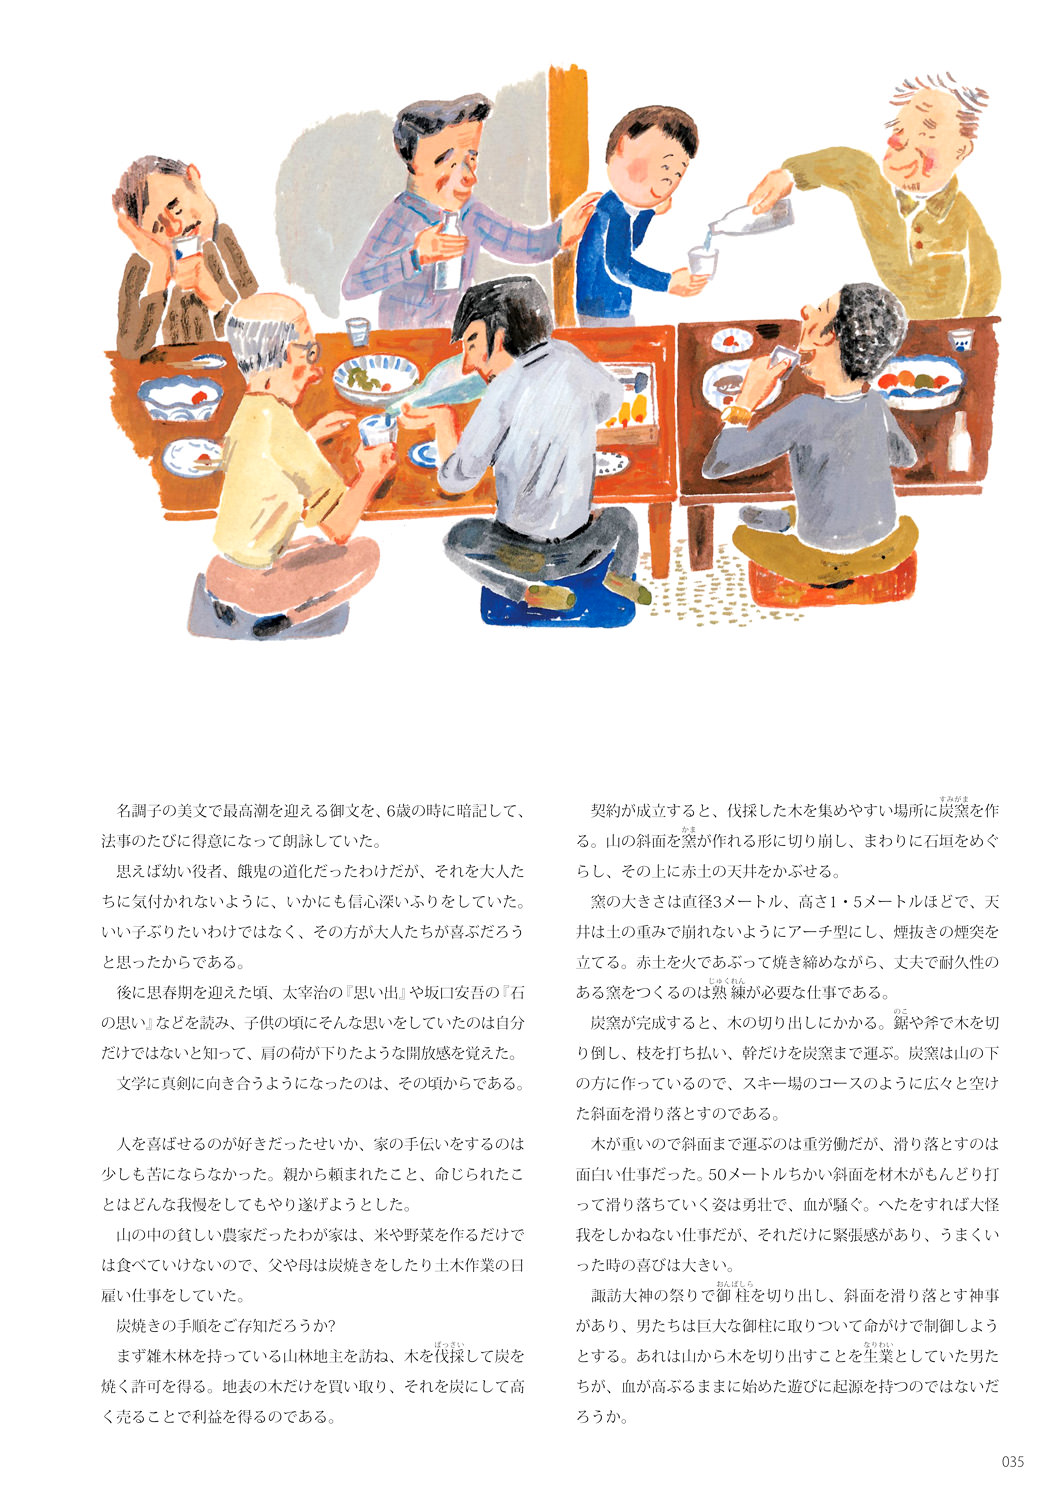 名調子の美文で最高潮を迎える御文を、6歳の時に暗記して、
法事のたびに得意になって朗詠していた。
思えば幼い役者、餓鬼の道化だったわけだが、それを大人た
ちに気付かれないように、いかにも信心深いふりをしていた。
いい子ぶりたいわけではなく、その方が大人たちが喜ぶだろう
と思ったからである。
後に思春期を迎えた頃、太宰治の『思い出』や坂口安吾の『石
の思い』などを読み、子供の頃にそんな思いをしていたのは自分
だけではないと知って、肩の荷が下りたような開放感を覚えた。
文学に真剣に向き合うようになったのは、その頃からである。
人を喜ばせるのが好きだったせいか、家の手伝いをするのは
少しも苦にならなかった。親から頼まれたこと、命じられたこ
とはどんな我慢をしてもやり遂げようとした。
山の中の貧しい農家だったわが家は、米や野菜を作るだけで
は食べていけないので、父や母は炭焼きをしたり土木作業の日
雇い仕事をしていた。
炭焼きの手順をご存知だろうか?
ばっさい
まず雑木林を持っている山林地主を訪ね、木を伐採して炭を
焼く許可を得る。地表の木だけを買い取り、それを炭にして高
く売ることで利益を得るのである。
すみがま
契約が成立すると、伐採した木を集めやすい場所に炭窯を作
かま
る。山の斜面を窯が作れる形に切り崩し、まわりに石垣をめぐ
らし、その上に赤土の天井をかぶせる。
窯の大きさは直径3メートル、高さ1・5メートルほどで、天
井は土の重みで崩れないようにアーチ型にし、煙抜きの煙突を
立てる。赤土を火であぶって焼き締めながら、丈夫で耐久性の
じゅくれん
ある窯をつくるのは熟練が必要な仕事である。
のこ
炭窯が完成すると、木の切り出しにかかる。鋸や斧で木を切
り倒し、枝を打ち払い、幹だけを炭窯まで運ぶ。炭窯は山の下
の方に作っているので、スキー場のコースのように広々と空け
た斜面を滑り落とすのである。
木が重いので斜面まで運ぶのは重労働だが、滑り落とすのは
面白い仕事だった。50メートルちかい斜面を材木がもんどり打
って滑り落ちていく姿は勇壮で、血が騒ぐ。へたをすれば大怪
我をしかねない仕事だが、それだけに緊張感があり、うまくい
った時の喜びは大きい。
おんばしら
諏訪大神の祭りで御柱を切り出し、斜面を滑り落とす神事
があり、男たちは巨大な御柱に取りついて命がけで制御しよう
なりわい
とする。あれは山から木を切り出すことを生業としていた男た
ちが、血が高ぶるままに始めた遊びに起源を持つのではないだ
ろうか。
035